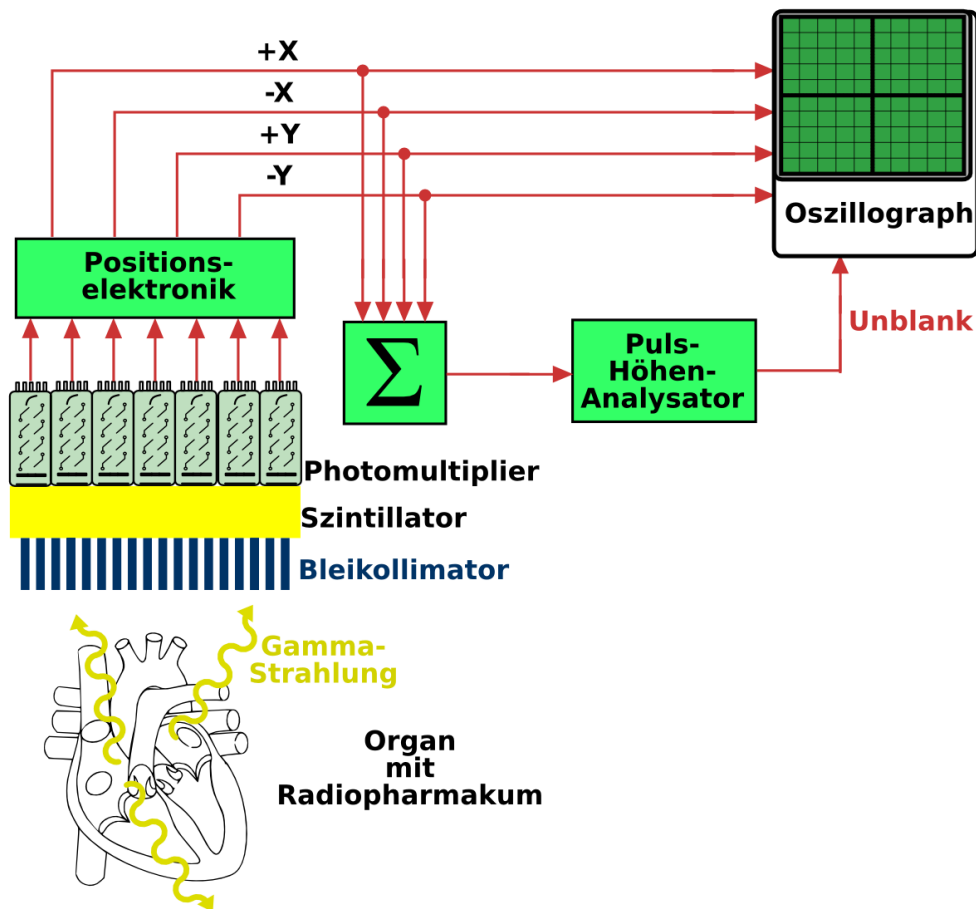 +X
-X
+Y
-Y
Oszillograph
Positions-
elektronik
Unblank
Σ
Puls-
Höhen-
Analysator
Photomultiplier
Szintillator
Bleikollimator
Gamma-
Strahlung
Organ
mit
Radiopharmakum